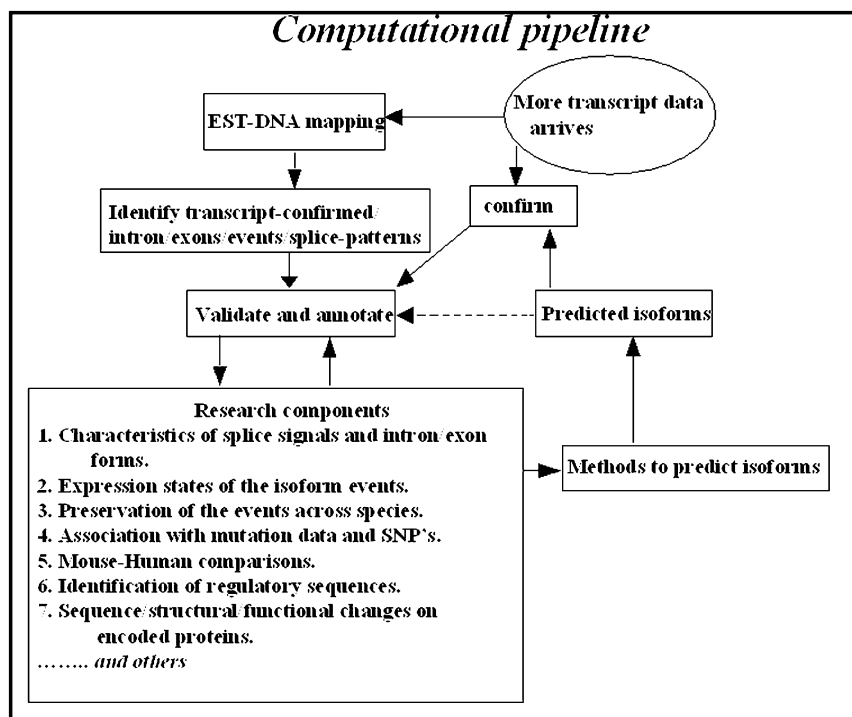 Computational pipeline
More transcript data
arrives
EST-DNA mapping
Identify transcript-confirmed/
intron/exons/events/splice-patterns
confirm
Validate and annotate
Predicted isoforms
Research components
1. Characteristics of splice signals and intron/exon
forms.
2. Expression states of the isoform events.
3. Preservation of the events across species.
4. Association with mutation data and SNP's.
5. Mouse-Human comparisons.
6. Identification of regulatory sequences.
7. Sequence/structural/functional changes on
encoded proteins.
........ and others
Methods to predict isoforms